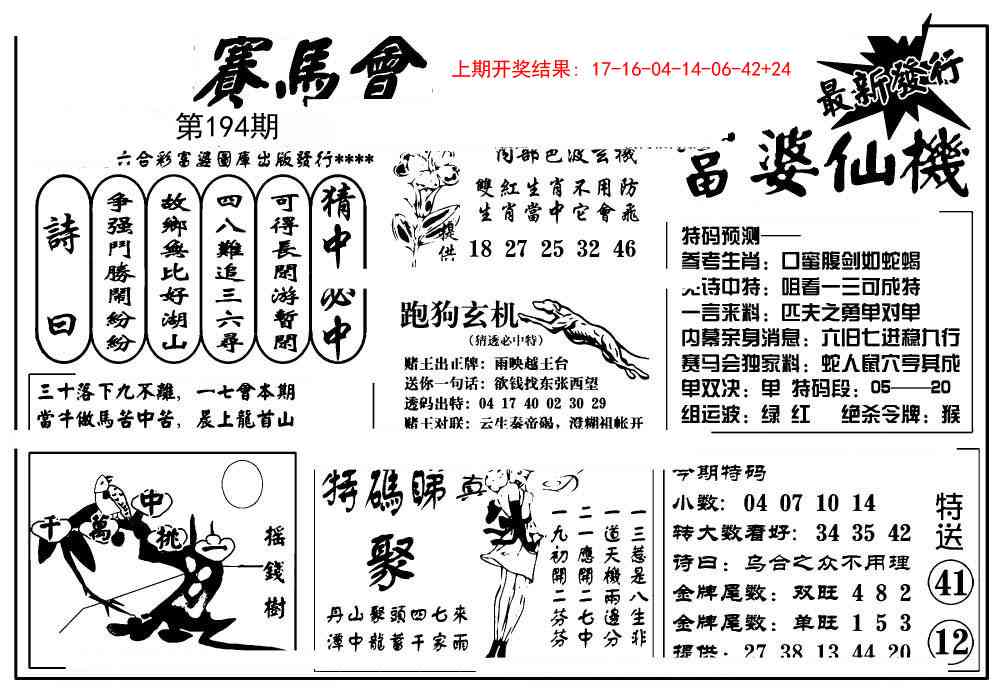 賽馬會
上期开奖结果：17-16-04-14-06-42+24
最新發行
第194期
六合彩富婆圖庫出版發行****
婆仙機
猜中必中
可得長閒游暫閒
四八難追三六尋
故鄉無比好湖山
争强鬥勝鬧紛紛
詩曰
雙紅生肖不用防
生肖當中它會飛
提供
18 27 25 32 46
跑狗玄机
(猜透必中特)
赌王出正牌：雨映越王台
送你一句话：欲钱找东张西望
透码出特：04 17 40 02 30 29
赌王对联：云生秦帝碣，澄糊祖帐开
特码预测——
参考生肖：口蜜腹剑如蛇蝎
诗中特：咀看一三可成特
一言来料：匹夫之勇单对单
内幕亲身消息：六旧七进稳九行
赛马会独家料：蛇人鼠穴亨其成
单双决：单 特码段：05——20
组运波：绿 红 绝杀令牌：猴
三十落下九不離，一七會本期
當牛做馬苦中苦，晨上龍首山
千萬中挑一
摇錢樹
特碼睇真
聚
丹山聚頭四七來
潭中龍蓄千家雨
一三惹是八生非
一道天機兩邊分
二一應開二七中
一九初開二芬芬
今期特码
小数：04 07 10 14
转大数看好：34 35 42
诗曰：乌合之众不用理
金牌尾数：双旺 4 8 2
金牌尾数：单旺 1 5 3
提供：27 38 13 44 20
特送
41
12